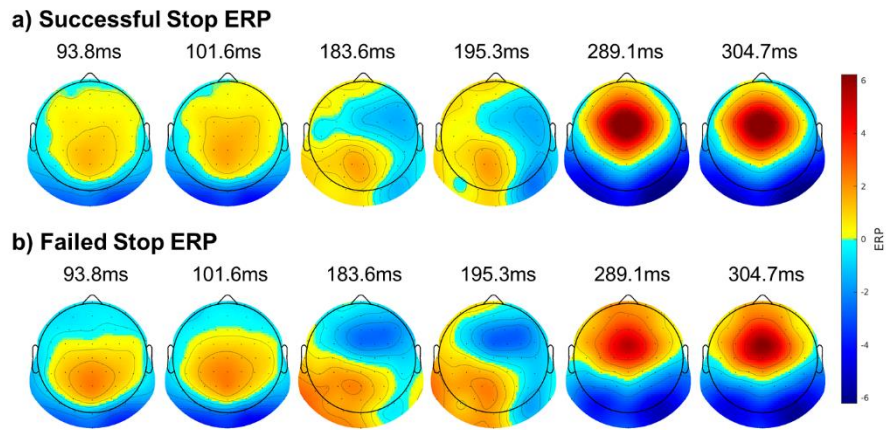 a) Successful Stop ERP
93.8ms 101.6ms 183.6ms 195.3ms 289.1ms 304.7ms
6
4
2
0
-2
-4
-6
ERP
b) Failed Stop ERP
93.8ms 101.6ms 183.6ms 195.3ms 289.1ms 304.7ms